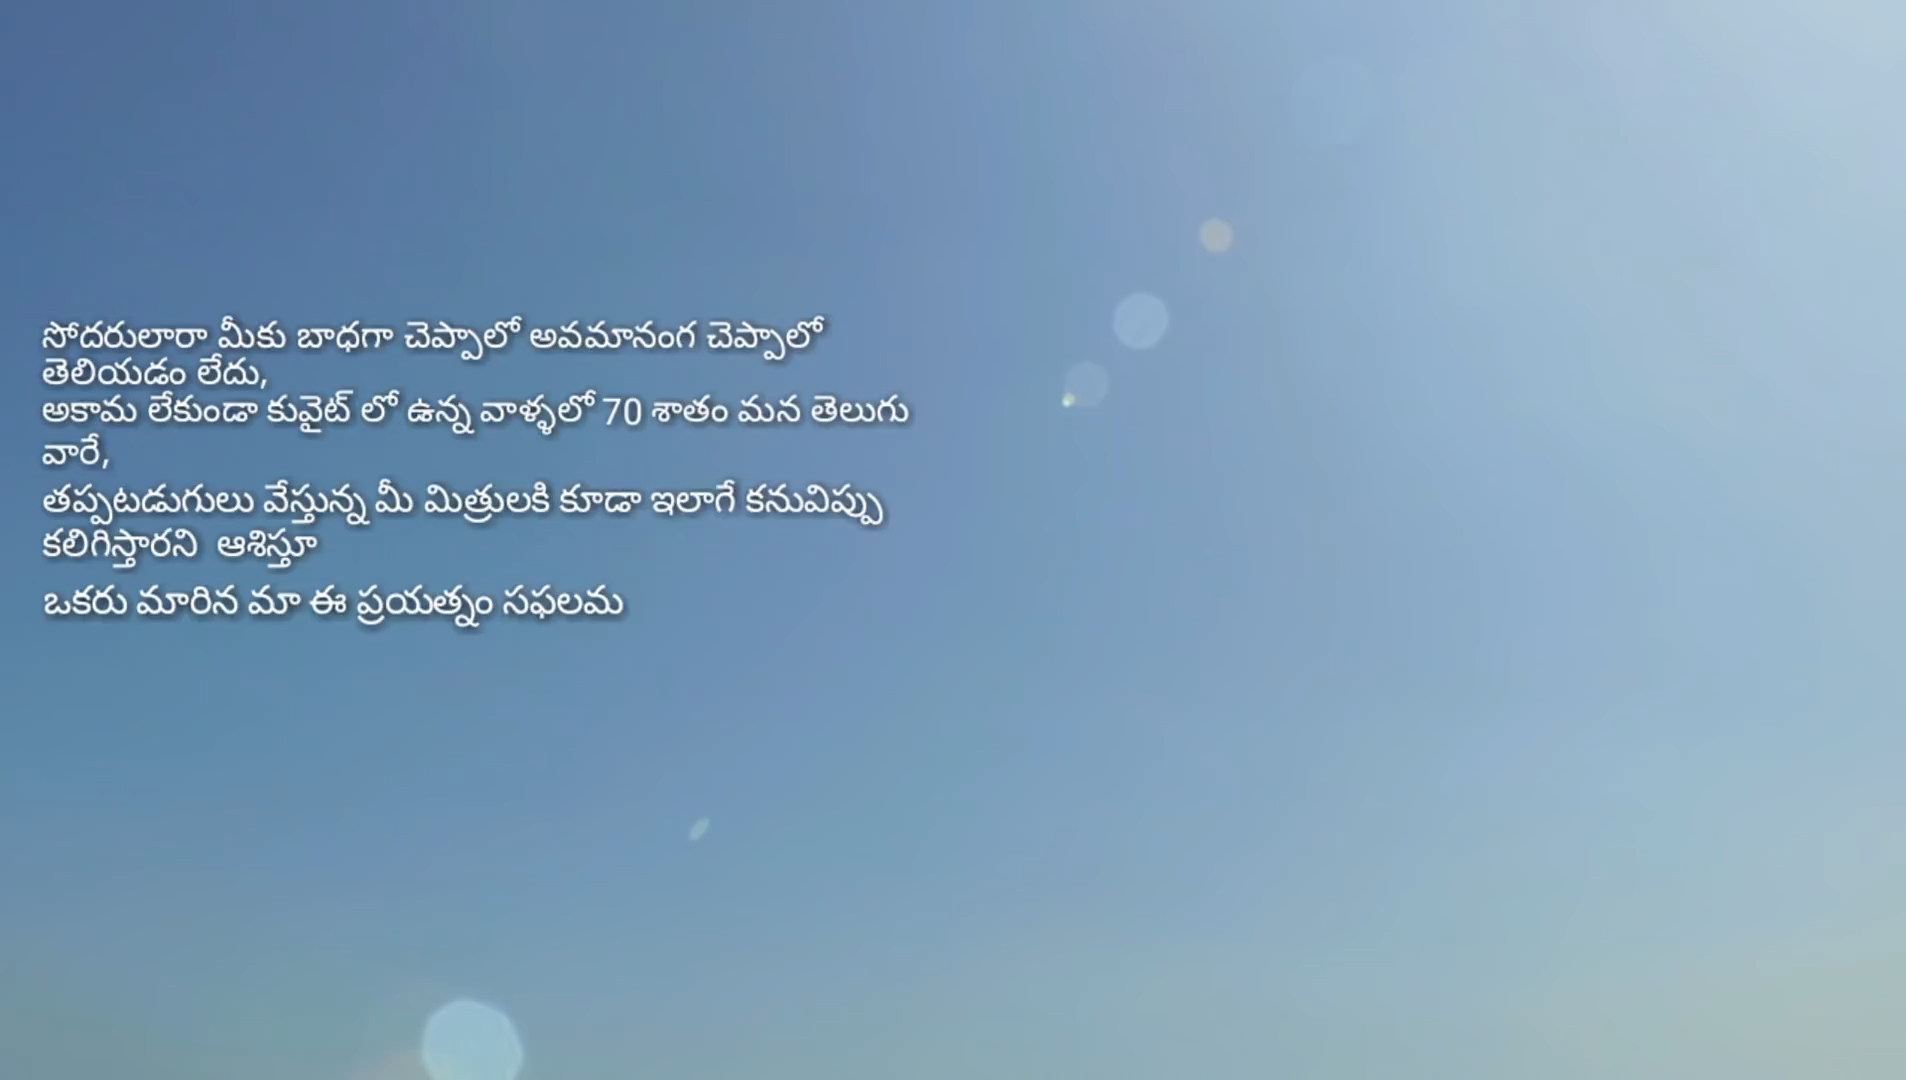 సోదరులారా మీకు బాధగా చెప్పాలో అవమానంగ చెప్పాలో
తెలియడం లేదు,
అకామ లేకుండా కువైట్ లో ఉన్న వాళ్ళలో 70 శాతం మన తెలుగు
వారే,
తప్పటడుగులు వేస్తున్న మీ మిత్రులకి కూడా ఇలాగే కనువిప్పు
కలిగిస్తారని ఆశిస్తూ
ఒకరు మారిన మా ఈ ప్రయత్నం సఫలమ